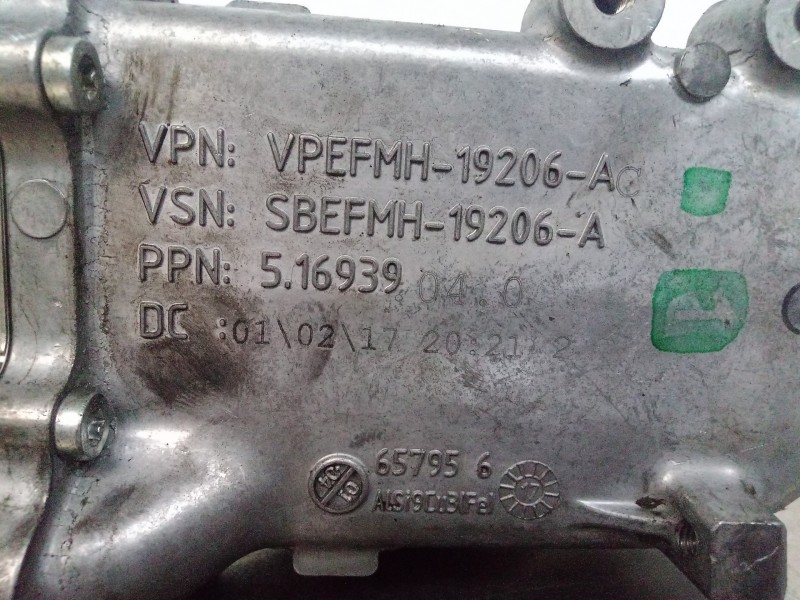 VPN: VPEFMH-19206-AC
VSN: SBEFMH-19206-A
PPN: 5.16939 04.0
DC :01\02\17 20:21
65795 6
AlSi9Cu3(Fe)